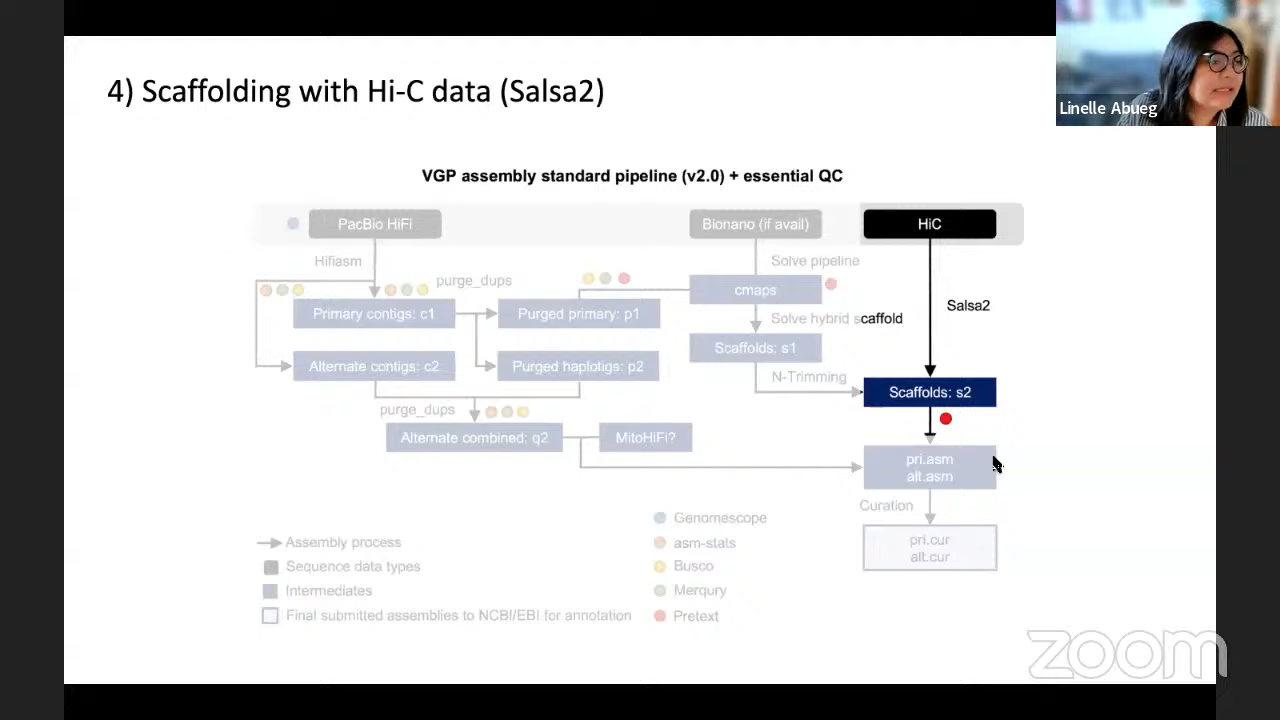 4) Scaffolding with Hi-C data (Salsa2)
Linelle Abueg
VGP assembly standard pipeline (v2.0) + essential QC
PacBio HiFi
Bionano (if avail)
HiC
Hifiasm
purge_dups
Solve pipeline
cmaps
Salsa2
Primary contigs: c1
Purged primary: p1
Solve hybrid scaffold
Scaffolds: s1
Alternate contigs: c2
Purged haplotigs: p2
N-Trimming
Scaffolds: s2
purge_dups
Alternate combined: q2
MitoHiFi?
pri.asm
alt.asm
Curation
pri.cur
alt.cur
Assembly process
Sequence data types
Intermediates
Final submitted assemblies to NCBI/EBI for annotation
Genomescope
asm-stats
Busco
Merqury
Pretext
zoom